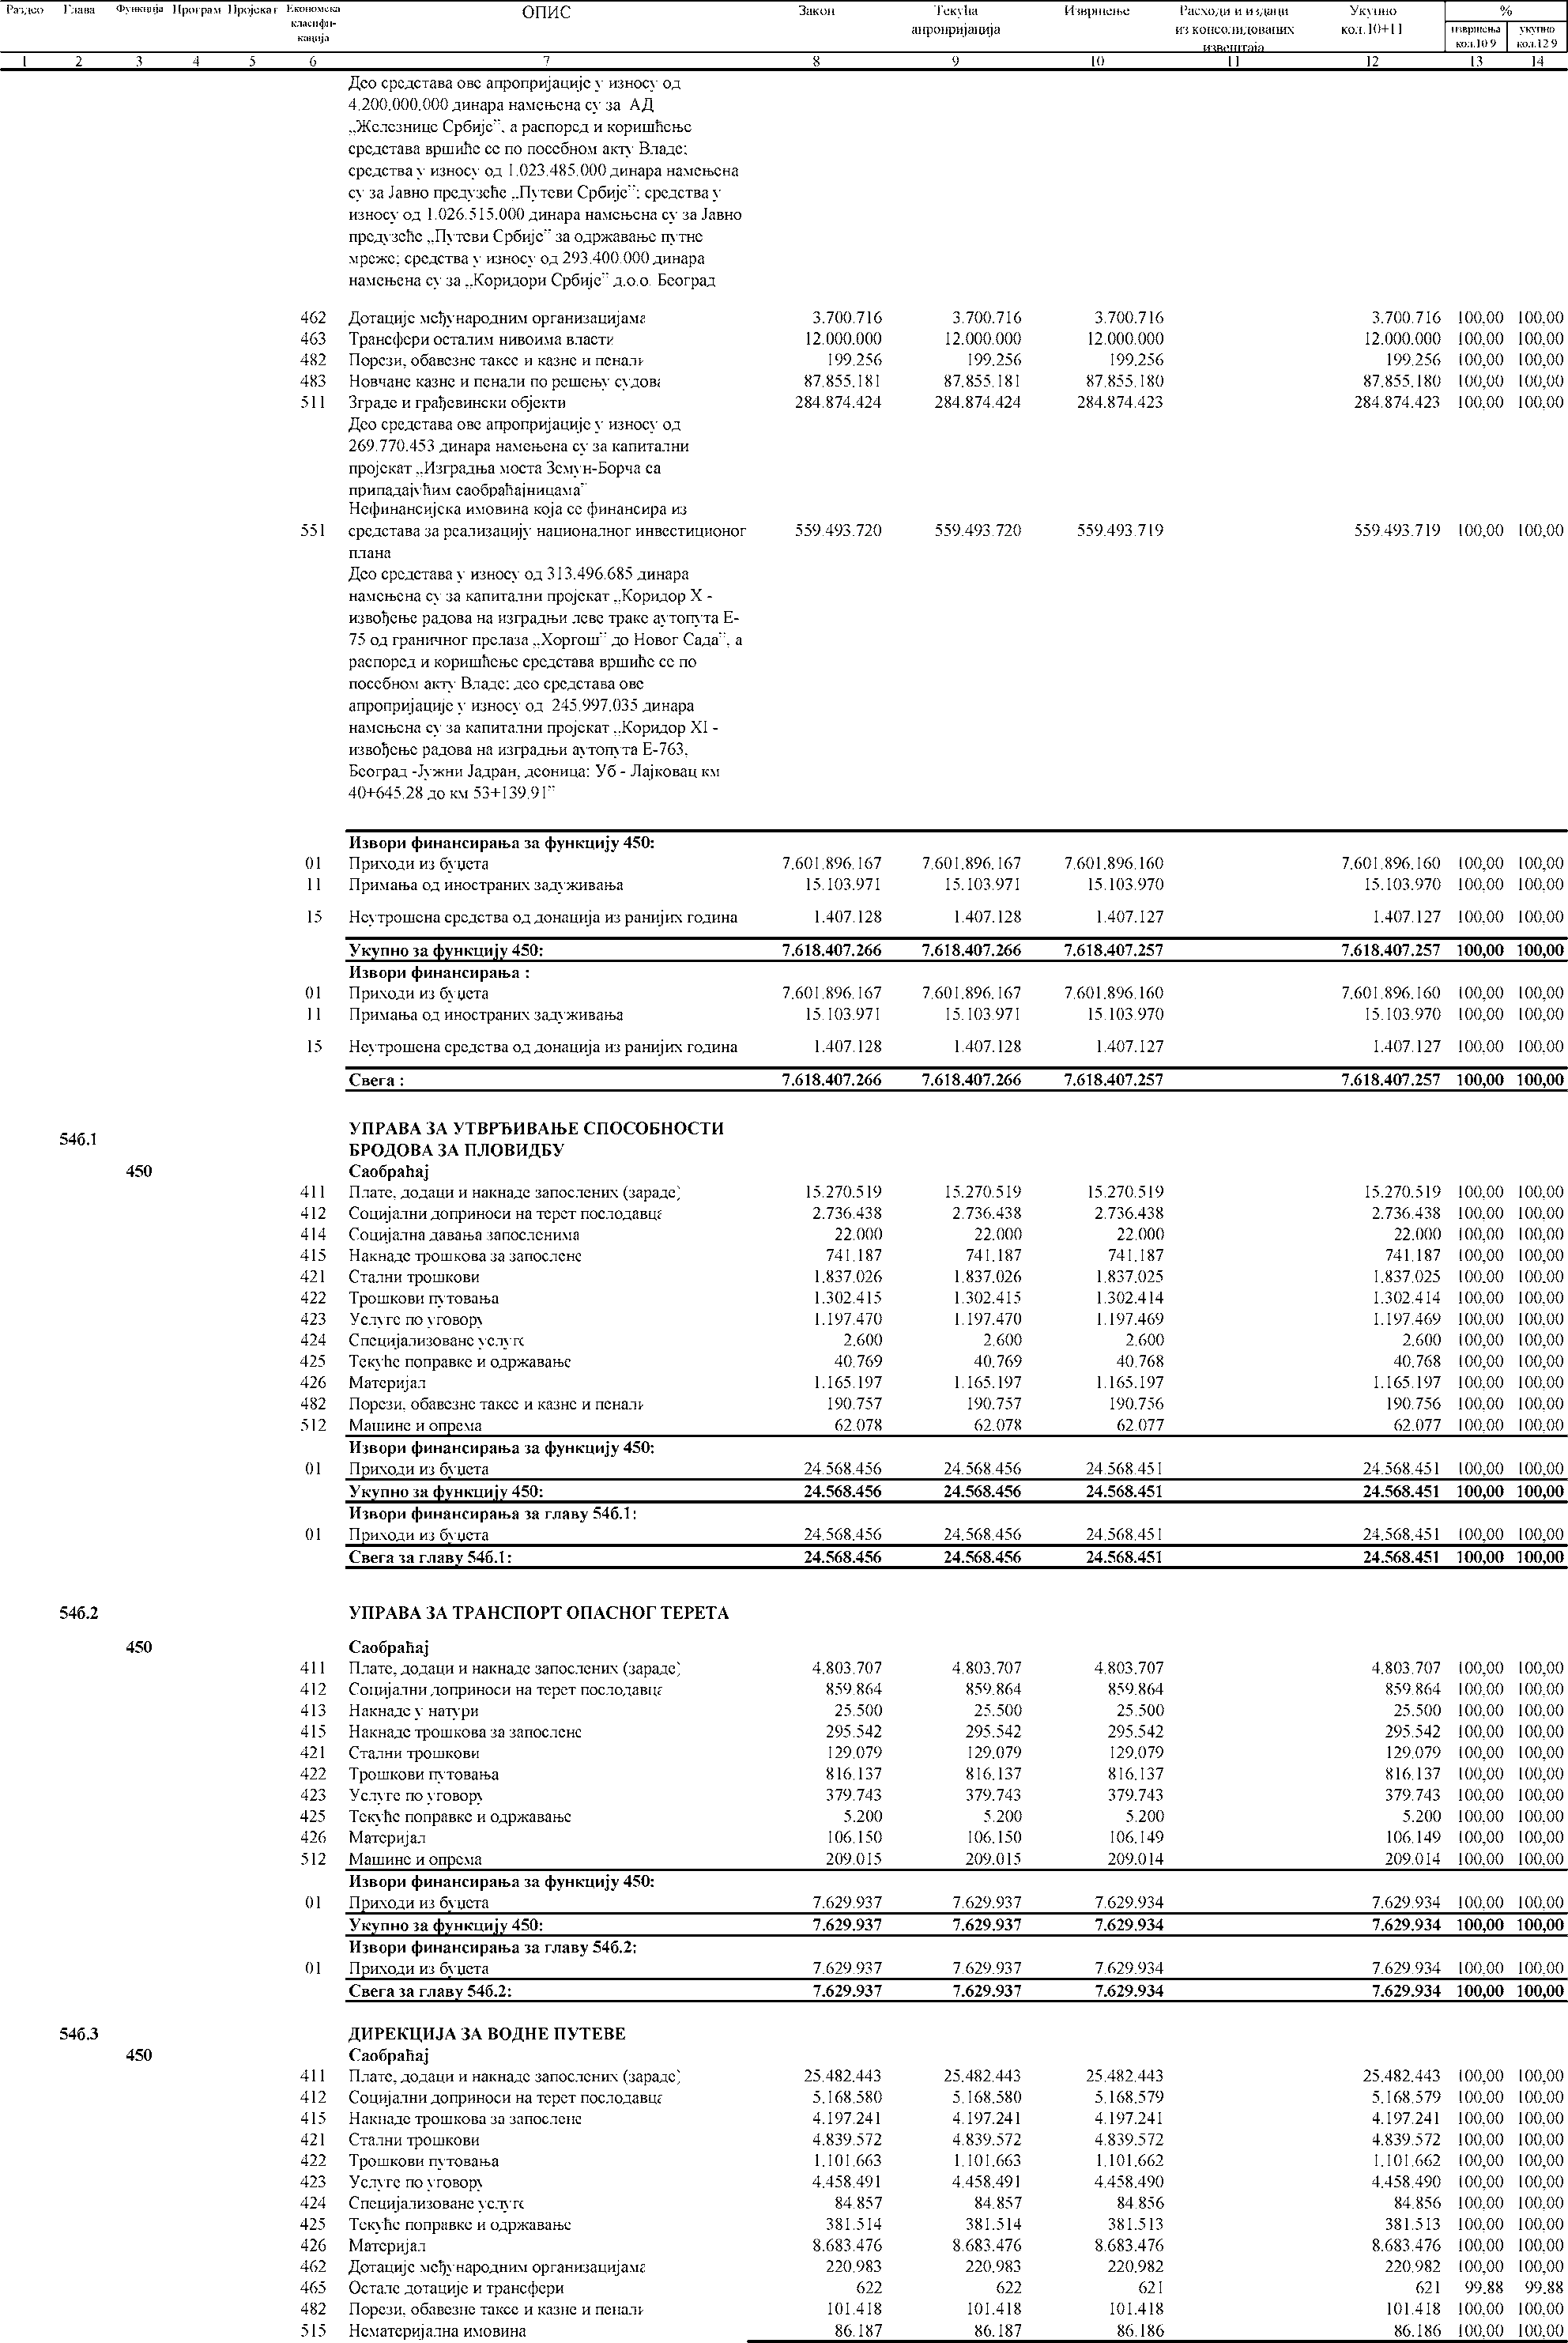 Раздео Глава Функција Програм Пројекат Економска класифи-кација ОПИС Закон Текућа апропријација Извршење Расходи и издаци из консолидованих извештаја Укупно кол.10+11 % извршења кол.10 9 укупно кол.12 9
1 2 3 4 5 6 7 8 9 10 11 12 13 14
Део средстава ове апропријације у износу од
4.200.000.000 динара намењена су за АД
„Железнице Србије”, а распоред и коришћење
средстава вршиће се по посебном акту Владе;
средства у износу од 1.023.485.000 динара намењена
су за Јавно предузеће „Путеви Србије”; средства у
износу од 1.026.515.000 динара намењена су за Јавно
предузеће „Путеви Србије” за одржавање путне
мреже; средства у износу од 293.400.000 динара
намењена су за „Коридори Србије” д.о.о. Београд
462 Дотације међународним организацијама 3.700.716 3.700.716 3.700.716 3.700.716 100,00 100,00
463 Трансфери осталим нивоима власти 12.000.000 12.000.000 12.000.000 12.000.000 100,00 100,00
482 Порези, обавезне таксе и казне и пенали 199.256 199.256 199.256 199.256 100,00 100,00
483 Новчане казне и пенали по решењу судова 87.855.181 87.855.181 87.855.180 87.855.180 100,00 100,00
511 Зграде и грађевински објекти 284.874.424 284.874.424 284.874.423 284.874.423 100,00 100,00
Део средстава ове апропријације у износу од
269.770.453 динара намењена су за капитални
пројекат „Изградња моста Земун-Борча са
припадајућим саобраћајницама”
Нефинансијска имовина која се финансира из
551 средстава за реализацију националног инвестиционог 559.493.720 559.493.720 559.493.719 559.493.719 100,00 100,00
плана
Део средстава у износу од 313.496.685 динара
намењена су за капитални пројекат „Коридор X -
извођење радова на изградњи леве траке аутопута Е-
75 од граничног прелаза „Хоргош” до Новог Сада”, а
распоред и коришћење средстава вршиће се по
посебном акту Владе; део средстава ове
апропријације у износу од 245.997.035 динара
намењена су за капитални пројекат „Коридор XI -
извођење радова на изградњи аутопута Е-763,
Београд -Јужни Јадран, деоница: Уб - Лајковац км
40+645.28 до км 53+139.91”
Извори финансирања за функцију 450:
01 Приходи из буџета 7.601.896.167 7.601.896.167 7.601.896.160 7.601.896.160 100,00 100,00
11 Примања од иностраних задуживања 15.103.971 15.103.971 15.103.970 15.103.970 100,00 100,00
15 Неутрошена средства од донација из ранијих година 1.407.128 1.407.128 1.407.127 1.407.127 100,00 100,00
Укупно за функцију 450: 7.618.407.266 7.618.407.266 7.618.407.257 7.618.407.257 100,00 100,00
Извори финансирања :
01 Приходи из буџета 7.601.896.167 7.601.896.167 7.601.896.160 7.601.896.160 100,00 100,00
11 Примања од иностраних задуживања 15.103.971 15.103.971 15.103.970 15.103.970 100,00 100,00
15 Неутрошена средства од донација из ранијих година 1.407.128 1.407.128 1.407.127 1.407.127 100,00 100,00
Свега : 7.618.407.266 7.618.407.266 7.618.407.257 7.618.407.257 100,00 100,00
54б.1 УПРАВА ЗА УТВРЂИВАЊЕ СПОСОБНОСТИ
БРОДОВА ЗА ПЛОВИДБУ
450 Саобраћај
411 Плате, додаци и накнаде запослених (зараде) 15.270.519 15.270.519 15.270.519 15.270.519 100,00 100,00
412 Социјални доприноси на терет послодавца 2.736.438 2.736.438 2.736.438 2.736.438 100,00 100,00
414 Социјална давања запосленима 22.000 22.000 22.000 22.000 100,00 100,00
415 Накнаде трошкова за запослене 741.187 741.187 741.187 741.187 100,00 100,00
421 Стални трошкови 1.837.026 1.837.026 1.837.025 1.837.025 100,00 100,00
422 Трошкови путовања 1.302.415 1.302.415 1.302.414 1.302.414 100,00 100,00
423 Услуге по уговору 1.197.470 1.197.470 1.197.469 1.197.469 100,00 100,00
424 Специјализоване услуге 2.600 2.600 2.600 2.600 100,00 100,00
425 Текуће поправке и одржавање 40.769 40.769 40.768 40.768 100,00 100,00
426 Материјал 1.165.197 1.165.197 1.165.197 1.165.197 100,00 100,00
482 Порези, обавезне таксе и казне и пенали 190.757 190.757 190.756 190.756 100,00 100,00
512 Машине и опрема 62.078 62.078 62.077 62.077 100,00 100,00
Извори финансирања за функцију 450:
01 Приходи из буџета 24.568.456 24.568.456 24.568.451 24.568.451 100,00 100,00
Укупно за функцију 450: 24.568.456 24.568.456 24.568.451 24.568.451 100,00 100,00
Извори финансирања за главу 54б.1:
01 Приходи из буџета 24.568.456 24.568.456 24.568.451 24.568.451 100,00 100,00
Свега за главу 54б.1: 24.568.456 24.568.456 24.568.451 24.568.451 100,00 100,00
54б.2 УПРАВА ЗА ТРАНСПОРТ ОПАСНОГ ТЕРЕТА
450 Саобраћај
411 Плате, додаци и накнаде запослених (зараде) 4.803.707 4.803.707 4.803.707 4.803.707 100,00 100,00
412 Социјални доприноси на терет послодавца 859.864 859.864 859.864 859.864 100,00 100,00
413 Накнаде у натури 25.500 25.500 25.500 25.500 100,00 100,00
415 Накнаде трошкова за запослене 295.542 295.542 295.542 295.542 100,00 100,00
421 Стални трошкови 129.079 129.079 129.079 129.079 100,00 100,00
422 Трошкови путовања 816.137 816.137 816.137 816.137 100,00 100,00
423 Услуге по уговору 379.743 379.743 379.743 379.743 100,00 100,00
425 Текуће поправке и одржавање 5.200 5.200 5.200 5.200 100,00 100,00
426 Материјал 106.150 106.150 106.149 106.149 100,00 100,00
512 Машине и опрема 209.015 209.015 209.014 209.014 100,00 100,00
Извори финансирања за функцију 450:
01 Приходи из буџета 7.629.937 7.629.937 7.629.934 7.629.934 100,00 100,00
Укупно за функцију 450: 7.629.937 7.629.937 7.629.934 7.629.934 100,00 100,00
Извори финансирања за главу 54б.2:
01 Приходи из буџета 7.629.937 7.629.937 7.629.934 7.629.934 100,00 100,00
Свега за главу 54б.2: 7.629.937 7.629.937 7.629.934 7.629.934 100,00 100,00
54б.3 ДИРЕКЦИЈА ЗА ВОДНЕ ПУТЕВЕ
450 Саобраћај
411 Плате, додаци и накнаде запослених (зараде) 25.482.443 25.482.443 25.482.443 25.482.443 100,00 100,00
412 Социјални доприноси на терет послодавца 5.168.580 5.168.580 5.168.579 5.168.579 100,00 100,00
415 Накнаде трошкова за запослене 4.197.241 4.197.241 4.197.241 4.197.241 100,00 100,00
421 Стални трошкови 4.839.572 4.839.572 4.839.572 4.839.572 100,00 100,00
422 Трошкови путовања 1.101.663 1.101.663 1.101.662 1.101.662 100,00 100,00
423 Услуге по уговору 4.458.491 4.458.491 4.458.490 4.458.490 100,00 100,00
424 Специјализоване услуге 84.857 84.857 84.856 84.856 100,00 100,00
425 Текуће поправке и одржавање 381.514 381.514 381.513 381.513 100,00 100,00
426 Материјал 8.683.476 8.683.476 8.683.476 8.683.476 100,00 100,00
462 Дотације међународним организацијама 220.983 220.983 220.982 220.982 100,00 100,00
465 Остале дотације и трансфери 622 622 621 621 99,88 99,88
482 Порези, обавезне таксе и казне и пенали 101.418 101.418 101.418 101.418 100,00 100,00
515 Нематеријална имовина 86.187 86.187 86.186 86.186 100,00 100,00